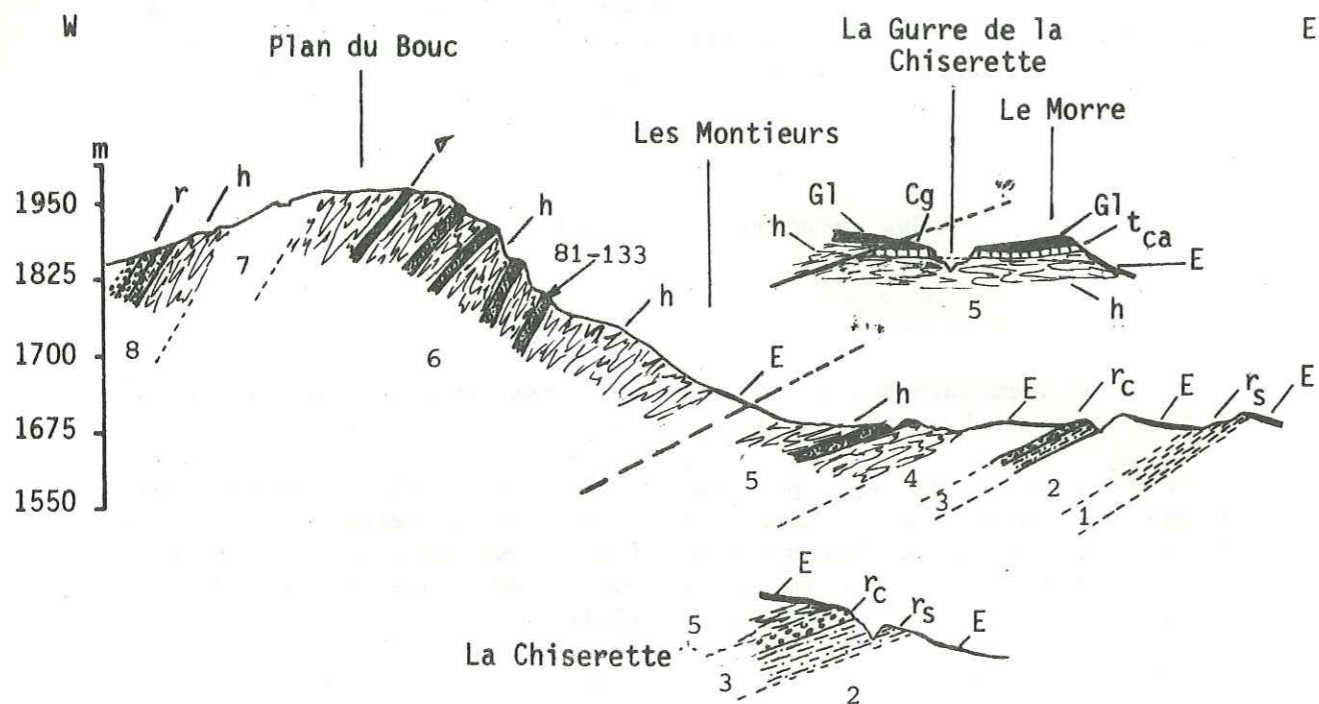 W
Plan du Bouc
La Gurre de la
Chiserette
E
Le Morre
Les Montieurs
m
1950
1825
1700
1675
1550
r
h
h
81-133
h
Gl
Cg
Gl
t ca
h
E
h
5
7
8
6
E
h
E
rc
E
rs
E
5
4
3
2
1
E
rc
rs
E
5
La Chiserette
3
2